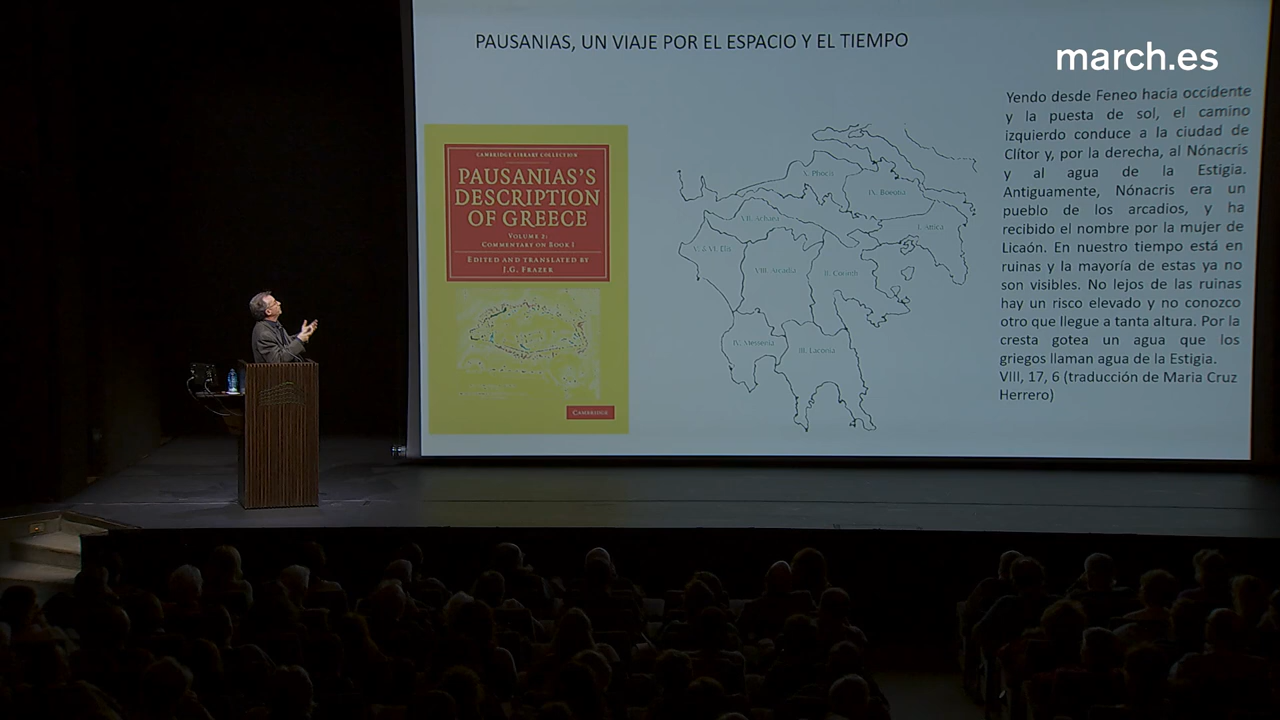 PAUSANIAS, UN VIAJE POR EL ESPACIO Y EL TIEMPO
march.es
CAMBRIDGE LIBRARY COLLECTION
PAUSANIAS'S
DESCRIPTION
OF GREECE
VOLUME 2:
COMMENTARY ON BOOK I
EDITED AND TRANSLATED BY
J.G. FRAZER
CAMBRIDGE
X. Phocis
IX. Boeotia
VII. Achaea
I. Attica
V. & VI. Elis
VIII. Arcadia
II. Corinth
IV. Messenia
III. Laconia
Yendo desde Feneo hacia occidente
y la puesta de sol, el camino
izquierdo conduce a la ciudad de
Clítor y, por la derecha, al Nónacris
y al agua de la Estigia.
Antiguamente, Nónacris era un
pueblo de los arcadios, y ha
recibido el nombre por la mujer de
Licaón. En nuestro tiempo está en
ruinas y la mayoría de estas ya no
son visibles. No lejos de las ruinas
hay un risco elevado y no conozco
otro que llegue a tanta altura. Por la
cresta gotea un agua que los
griegos llaman agua de la Estigia.
VIII, 17, 6 (traducción de Maria Cruz
Herrero)